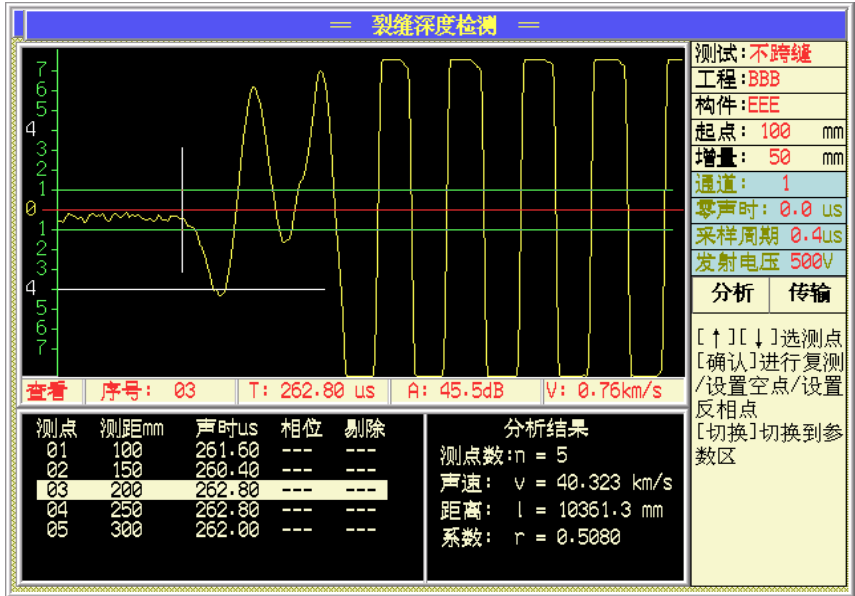 ═ 裂缝深度检测 ═
7
6
5
4
3
2
1
0
1
2
3
4
5
6
7
查看 序号: 03 T: 262.80 us A: 45.5dB V: 0.76km/s
测点 测距mm 声时us 相位 剔除
01 100 261.60 --- ---
02 150 260.40 --- ---
03 200 262.80 --- ---
04 250 262.80 --- ---
05 300 262.00 --- ---
分析结果
测点数:n = 5
声速: v = 40.323 km/s
距离: l = 10361.3 mm
系数: r = 0.5080
测试:不跨缝
工程:BBB
构件:EEE
起点: 100 mm
增量: 50 mm
通道: 1
零声时: 0.0 us
采样周期 0.4us
发射电压 500V
分析 传输
[↑][↓]选测点
[确认]进行复测
/设置空点/设置
反相点
[切换]切换到参
数区